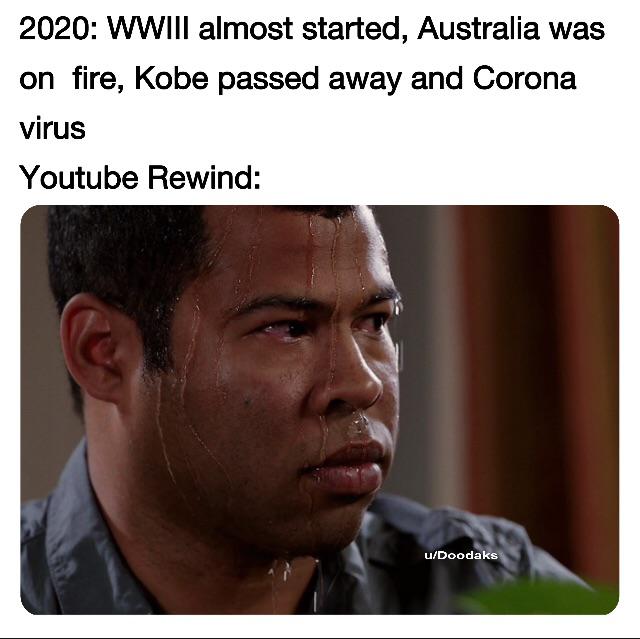 2020: WWIII almost started, Australia was
on  fire, Kobe passed away and Corona
virus
Youtube Rewind:
u/Doodaks